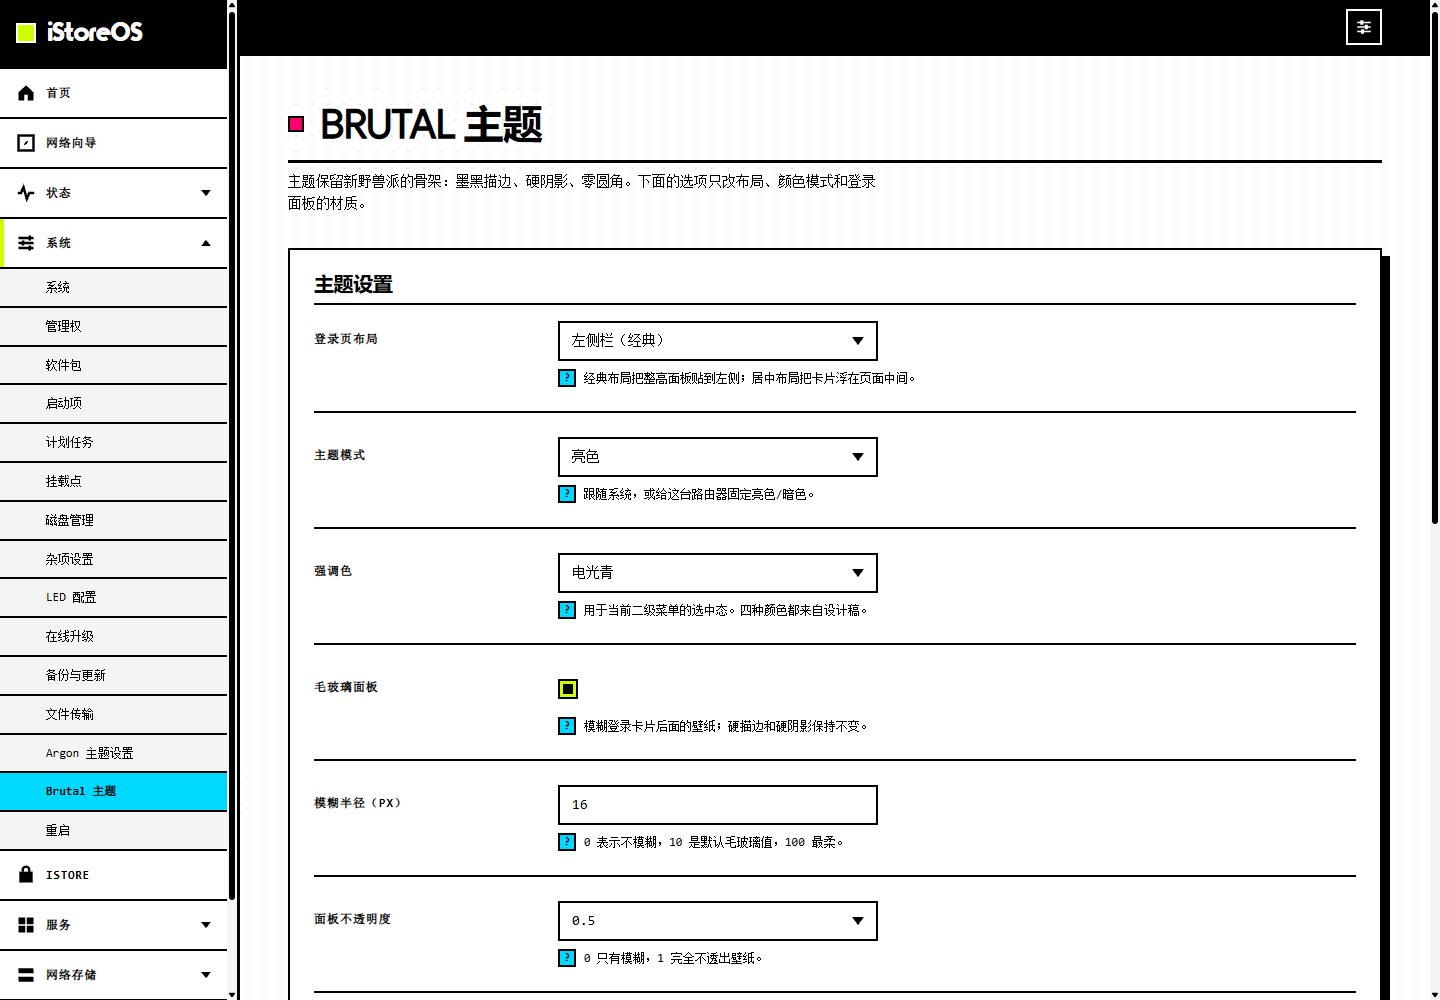 iStoreOS
首页
网络向导
状态
系统
系统
管理权
软件包
启动项
计划任务
挂载点
磁盘管理
杂项设置
LED 配置
在线升级
备份与更新
文件传输
Argon 主题设置
Brutal 主题
重启
ISTORE
服务
网络存储
BRUTAL 主题
主题保留新野兽派的骨架：墨黑描边、硬阴影、零圆角。下面的选项只改布局、颜色模式和登录
面板的材质。
主题设置
登录页布局
左侧栏（经典）
? 经典布局把整高面板贴到左侧；居中布局把卡片浮在页面中间。
主题模式
亮色
? 跟随系统，或给这台路由器固定亮色/暗色。
强调色
电光青
? 用于当前二级菜单的选中态。四种颜色都来自设计稿。
毛玻璃面板
? 模糊登录卡片后面的壁纸；硬描边和硬阴影保持不变。
模糊半径（PX）
16
? 0 表示不模糊，10 是默认毛玻璃值，100 最柔。
面板不透明度
0.5
? 0 只有模糊，1 完全不透出壁纸。